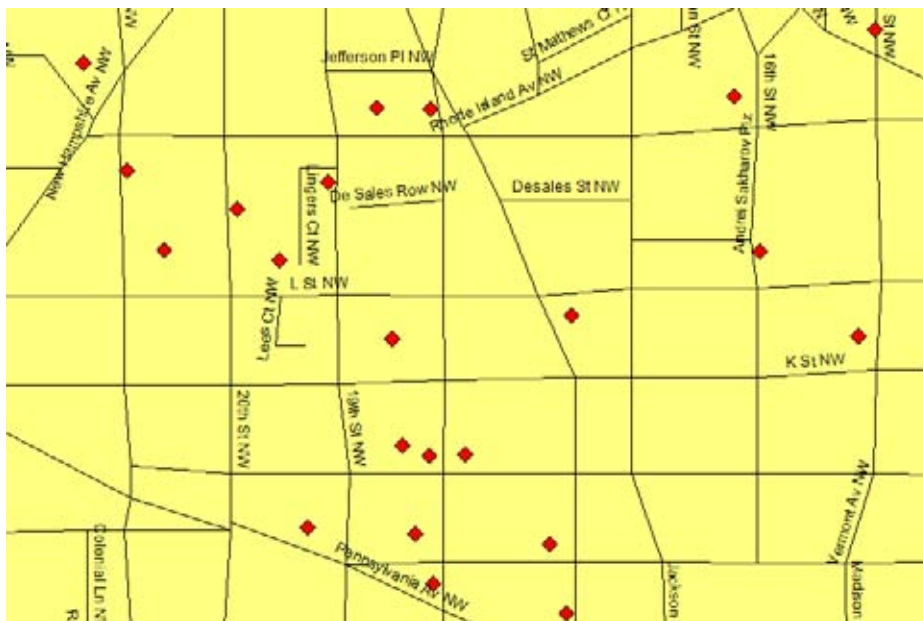 St Mathews Ct
St NW
St NW
Jefferson Pl NW
Rhode Island Av NW
16th St NW
New Hampshire Av NW
Lingers Ct NW
De Sales Row NW
Desales St NW
Andrei Sakharov Plz
L St NW
Lees Ct NW
K St NW
20th St NW
19th St NW
Vermont Av NW
Pennsylvania Av NW
Colonial Ln N
R
Jackson
Madison